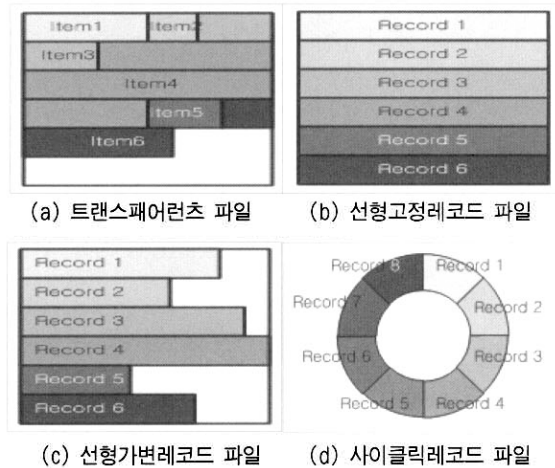 Item1 Item2
Item3
Item4
Item5
Item6
(a) 트랜스패어런츠 파일
Record 1
Record 2
Record 3
Record 4
Record 5
Record 6
(b) 선형고정레코드 파일
Record 1
Record 2
Record 3
Record 4
Record 5
Record 6
(c) 선형가변레코드 파일
Record 8 Record 1
Record 7 Record 2
Record 6 Record 3
Record 5 Record 4
(d) 사이클릭레코드 파일